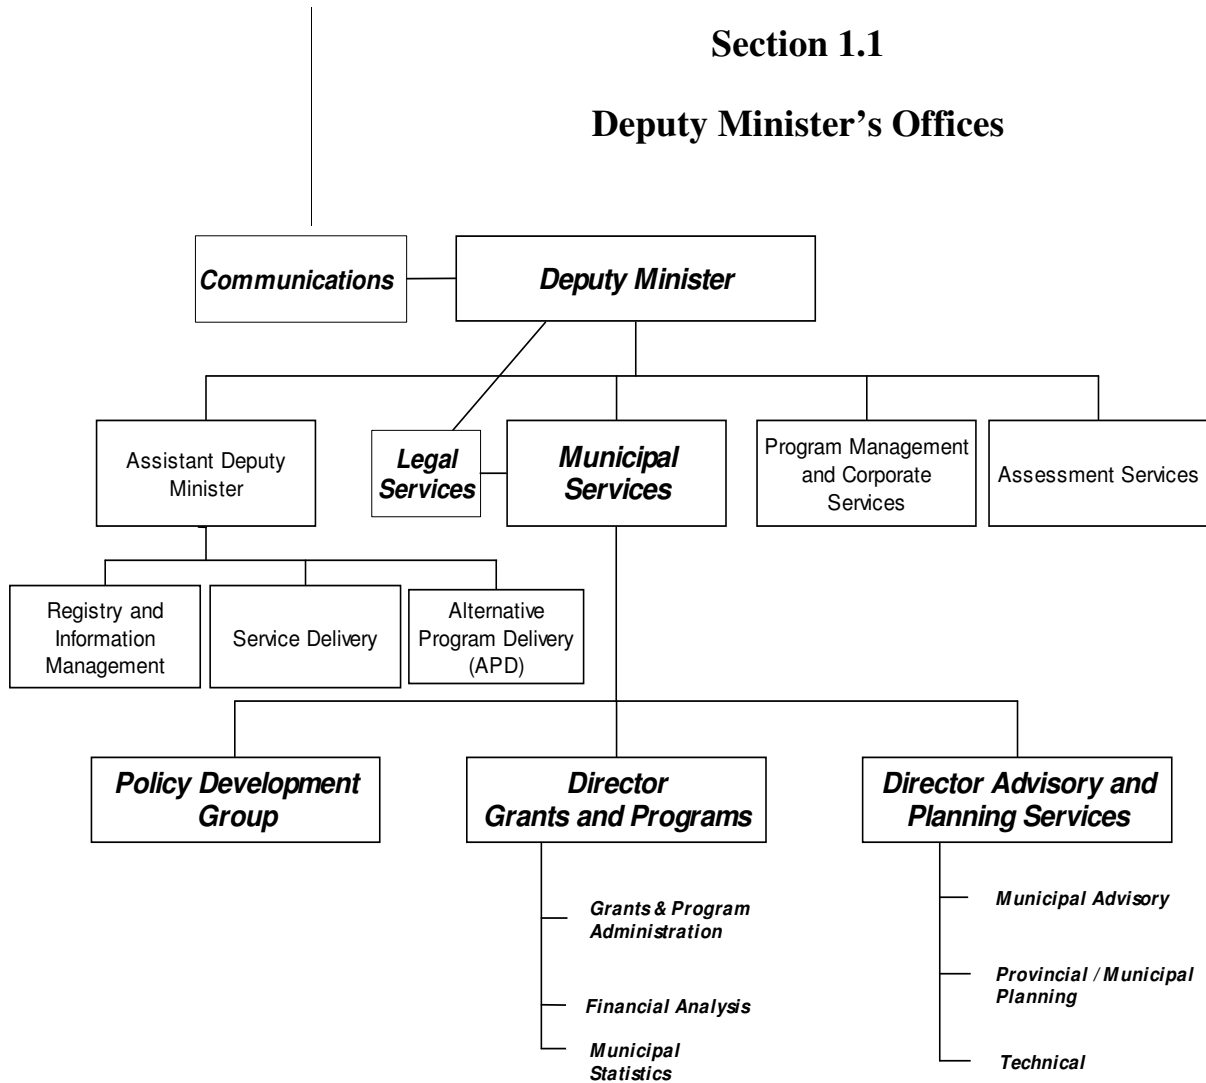 Section 1.1
Deputy Minister’s Offices
Communications
Deputy Minister
Assistant Deputy
Minister
Legal
Services
Municipal
Services
Program Management
and Corporate
Services
Assessment Services
Registry and
Information
Management
Service Delivery
Alternative
Program Delivery
(APD)
Policy Development
Group
Director
Grants and Programs
Director Advisory and
Planning Services
Grants & Program
Administration
Financial Analysis
Municipal
Statistics
Municipal Advisory
Provincial / Municipal
Planning
Technical